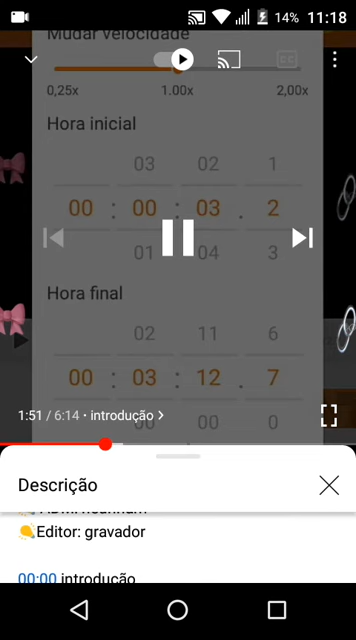 14% 11:18
Mudar velocidade
0,25x 1.00x 2,00x
Hora inicial
03 02 1
00 : 00 : 03 . 2
01 04 3
Hora final
02 11 6
00 : 03 : 12 . 7
00 00 0
1:51 / 6:14 • introdução >
Descrição
Editor: gravador
00:00 introdução